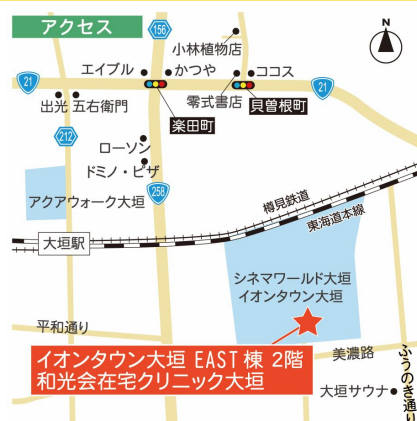 アクセス
N
156
小林植物店
エイブル
かつや
ココス
21
21
出光
五右衛門
零式書店
楽田町
貝曽根町
212
ローソン
ドミノ・ピザ
258
アクアウォーク大垣
樽見鉄道
東海道本線
大垣駅
シネマワールド大垣
イオンタウン大垣
平和通り
イオンタウン大垣 EAST棟 2階
和光会在宅クリニック大垣
美濃路
大垣サウナ
ふうのき通り